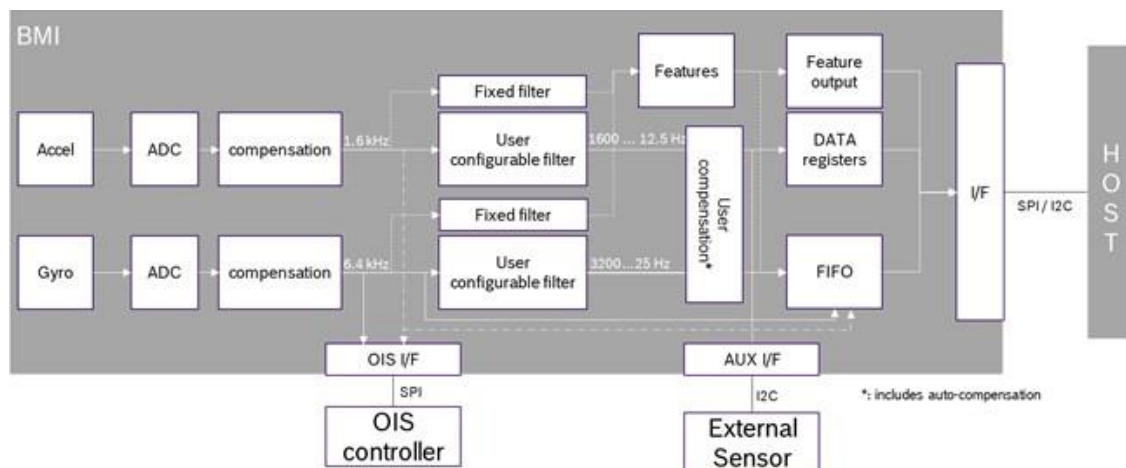 BMI
Accel
ADC
compensation
1.6 kHz
Fixed filter
User
configurable filter
1600 ... 12.5 Hz
Features
Feature
output
DATA
registers
Gyro
ADC
compensation
6.4 kHz
Fixed filter
User
configurable filter
3200...25 Hz
User
compensation*
FIFO
I/F
SPI / I2C
HOST
OIS I/F
SPI
OIS
controller
AUX I/F
I2C
External
Sensor
*: includes auto-compensation